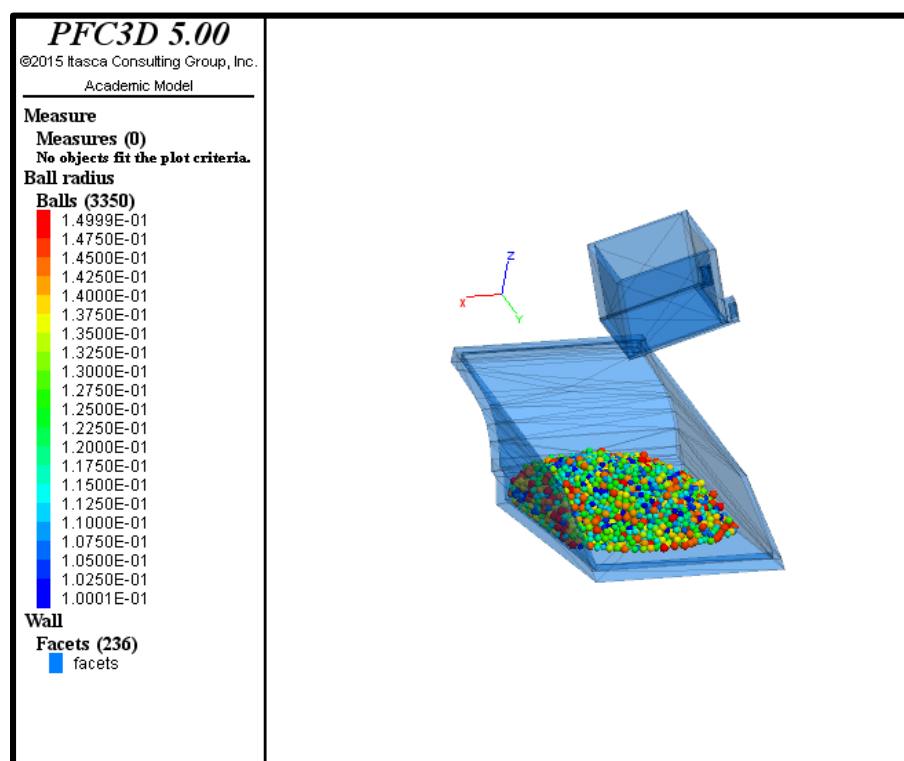 PFC3D 5.00
©2015 Itasca Consulting Group, Inc.
Academic Model
Measure
Measures (0)
No objects fit the plot criteria.
Ball radius
Balls (3350)
1.4999E-01
1.4750E-01
1.4500E-01
1.4250E-01
1.4000E-01
1.3750E-01
1.3500E-01
1.3250E-01
1.3000E-01
1.2750E-01
1.2500E-01
1.2250E-01
1.2000E-01
1.1750E-01
1.1500E-01
1.1250E-01
1.1000E-01
1.0750E-01
1.0500E-01
1.0250E-01
1.0001E-01
Wall
Facets (236)
facets
Z
X
Y